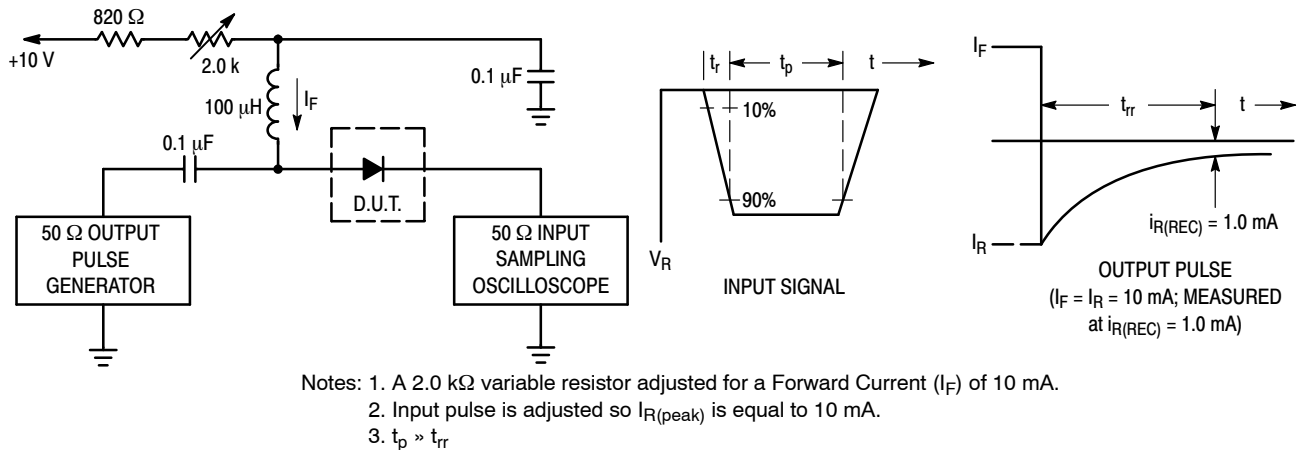 820 Ω
+10 V
2.0 k
100 μH
I_F
0.1 μF
0.1 μF
D.U.T.
50 Ω OUTPUT
PULSE
GENERATOR
50 Ω INPUT
SAMPLING
OSCILLOSCOPE
t_r
t_p
t
10%
90%
V_R
INPUT SIGNAL
I_F
t_rr
t
I_R
i_R(REC) = 1.0 mA
OUTPUT PULSE
(I_F = I_R = 10 mA; MEASURED
at i_R(REC) = 1.0 mA)
Notes: 1. A 2.0 kΩ variable resistor adjusted for a Forward Current (I_F) of 10 mA.
2. Input pulse is adjusted so I_R(peak) is equal to 10 mA.
3. t_p » t_rr